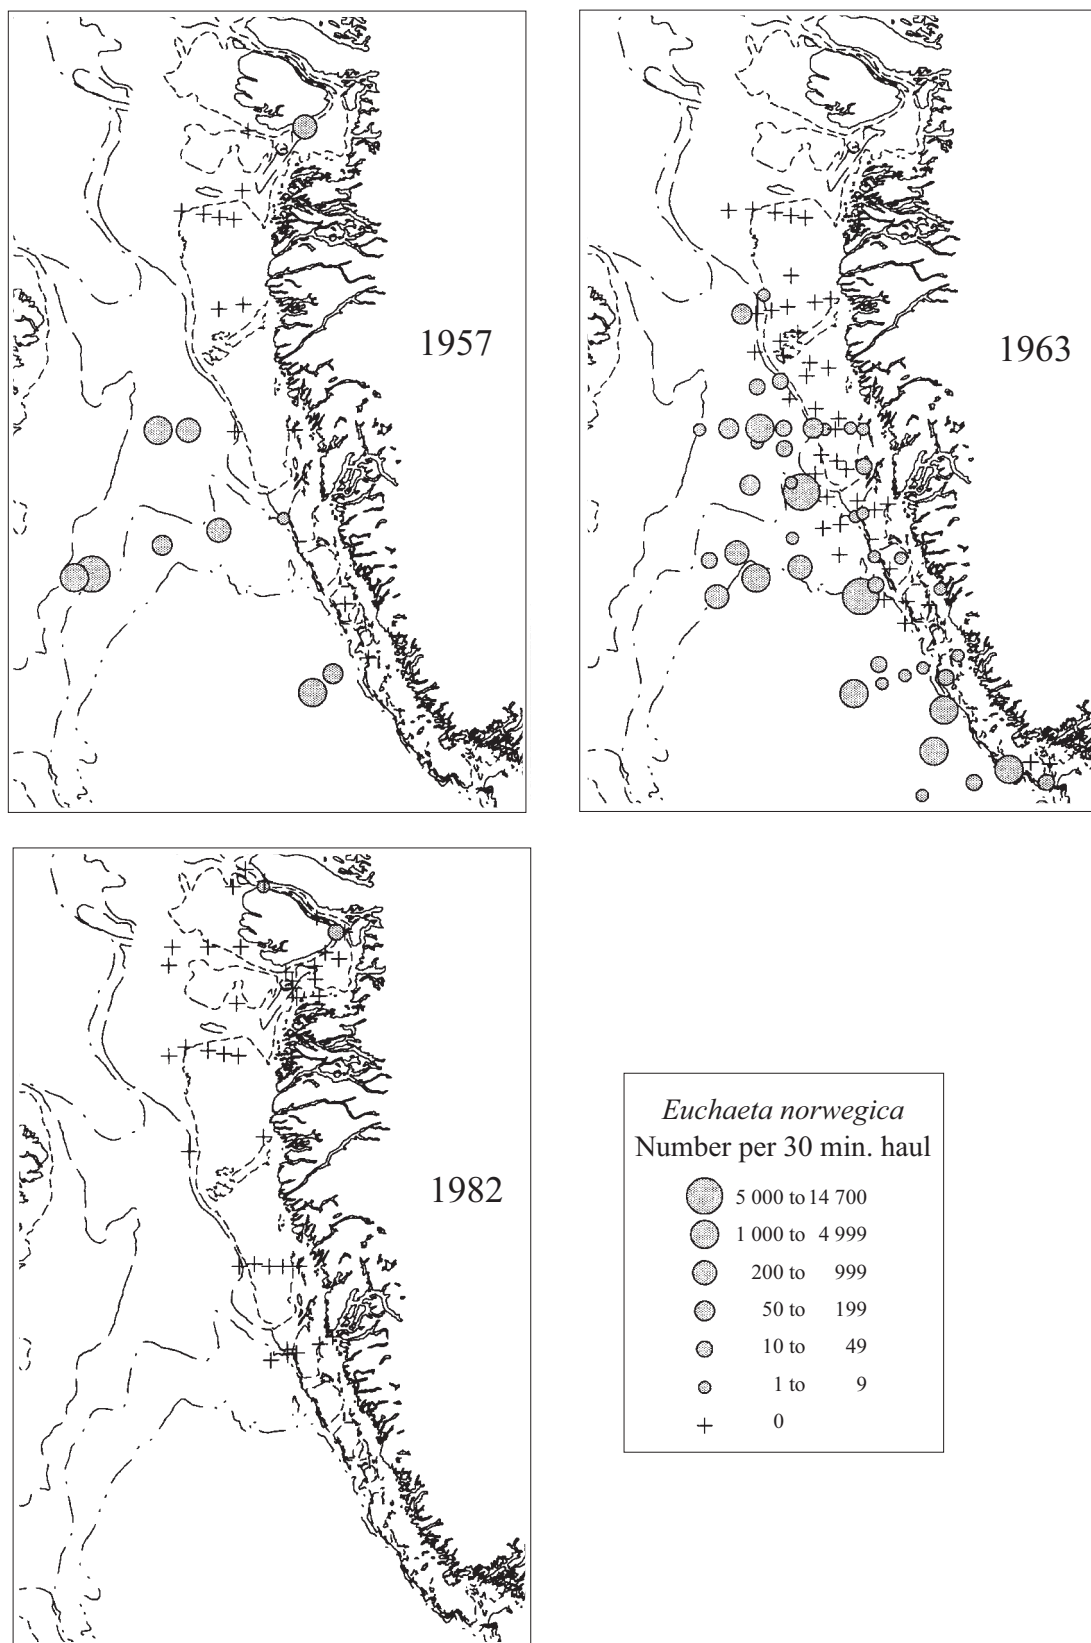 1957
1963
1982
Euchaeta norwegica
Number per 30 min. haul
5 000 to 14 700
1 000 to 4 999
200 to 999
50 to 199
10 to 49
1 to 9
0